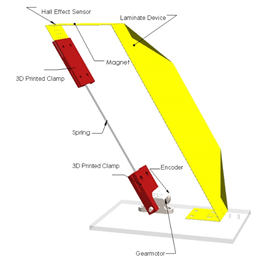 Hall Effect Sensor
Laminate Device
Magnet
3D Printed Clamp
Spring
3D Printed Clamp
Encoder
Gearmotor